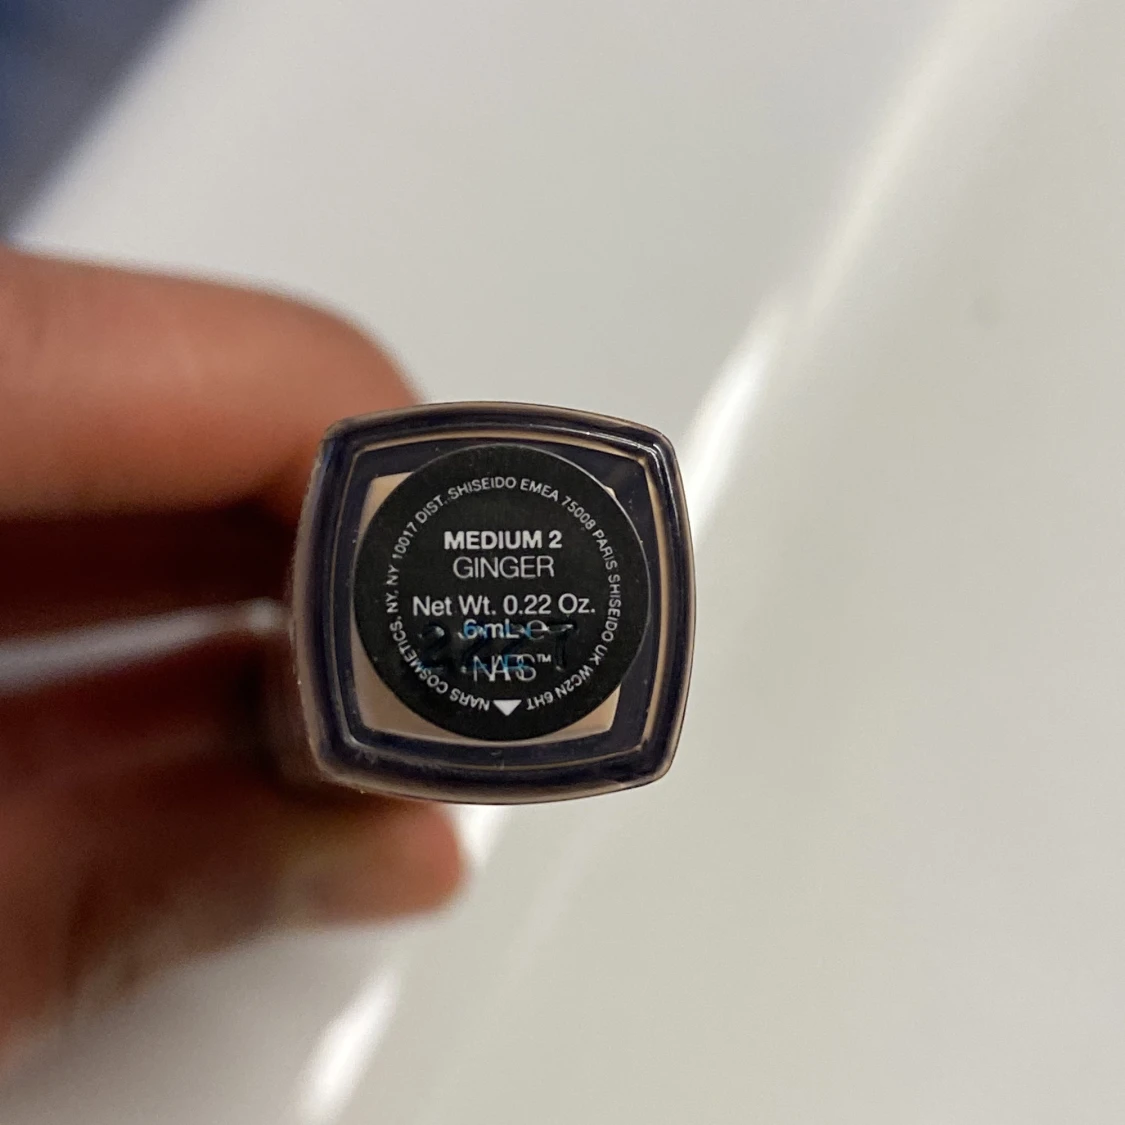 MEDIUM 2
GINGER
Net Wt. 0.22 Oz.
6mL e
NARS™
NARS COSMETICS, NY, NY 10017 DIST. SHISEIDO EMEA 75008 PARIS SHISEIDO UK WC2N 6HT